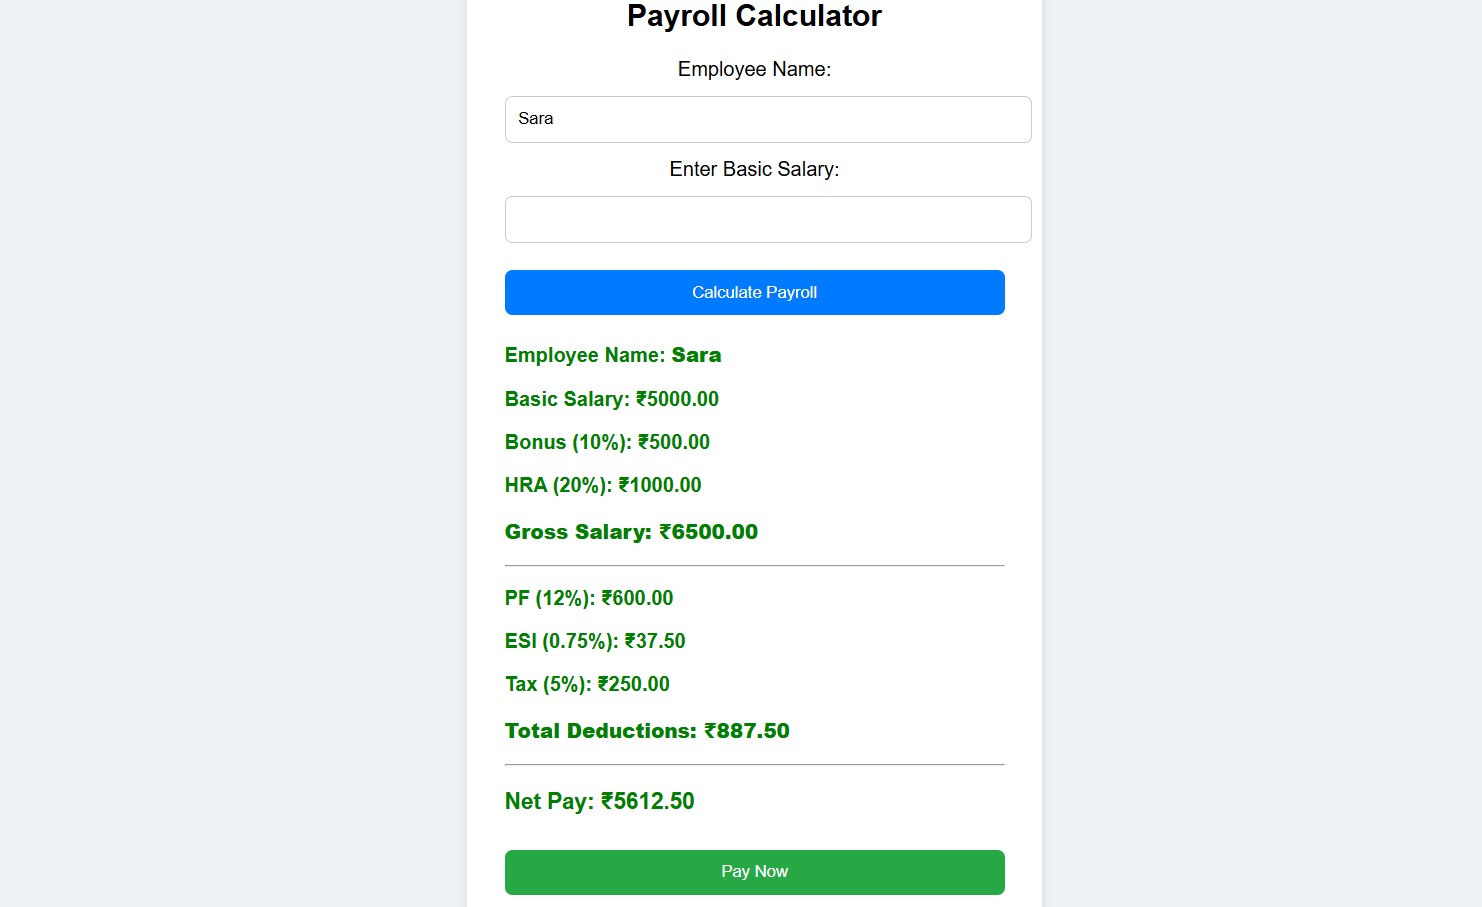 Payroll Calculator
Employee Name:
Sara
Enter Basic Salary:
Calculate Payroll
Employee Name: Sara
Basic Salary: ₹5000.00
Bonus (10%): ₹500.00
HRA (20%): ₹1000.00
Gross Salary: ₹6500.00
PF (12%): ₹600.00
ESI (0.75%): ₹37.50
Tax (5%): ₹250.00
Total Deductions: ₹887.50
Net Pay: ₹5612.50
Pay Now